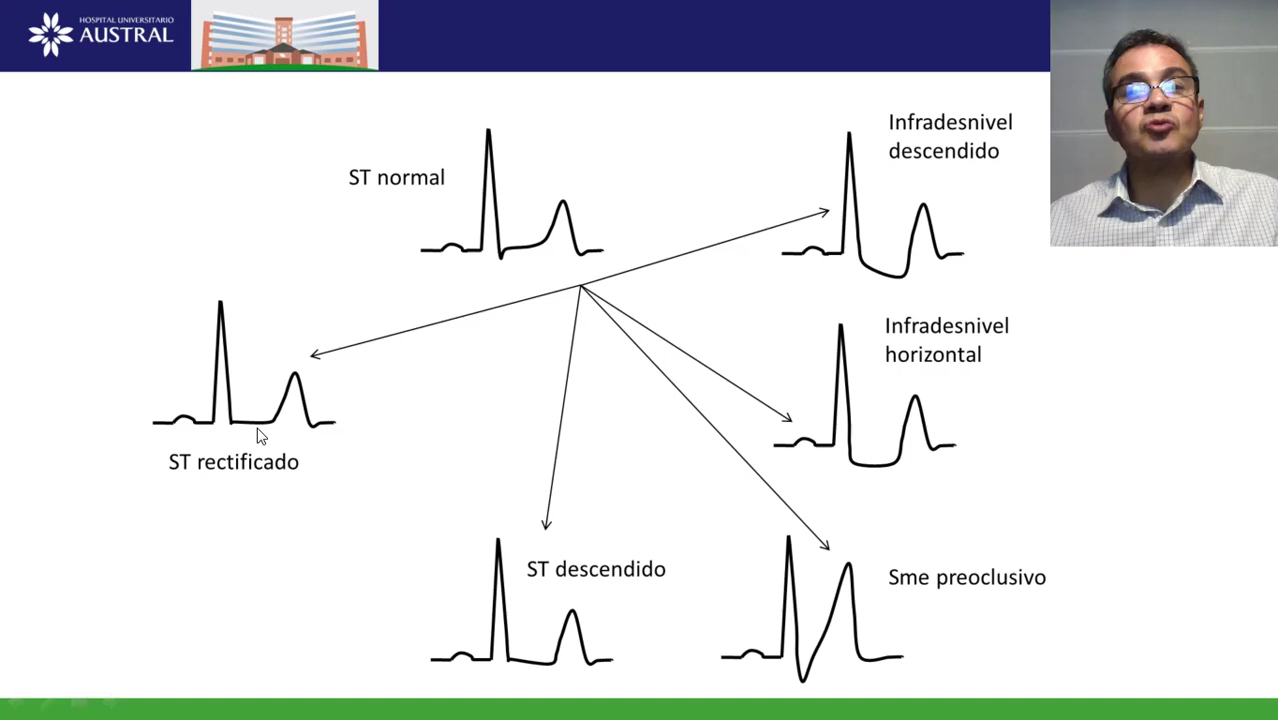 HOSPITAL UNIVERSITARIO
AUSTRAL
Infradesnivel
descendido
ST normal
Infradesnivel
horizontal
ST rectificado
ST descendido
Sme preoclusivo